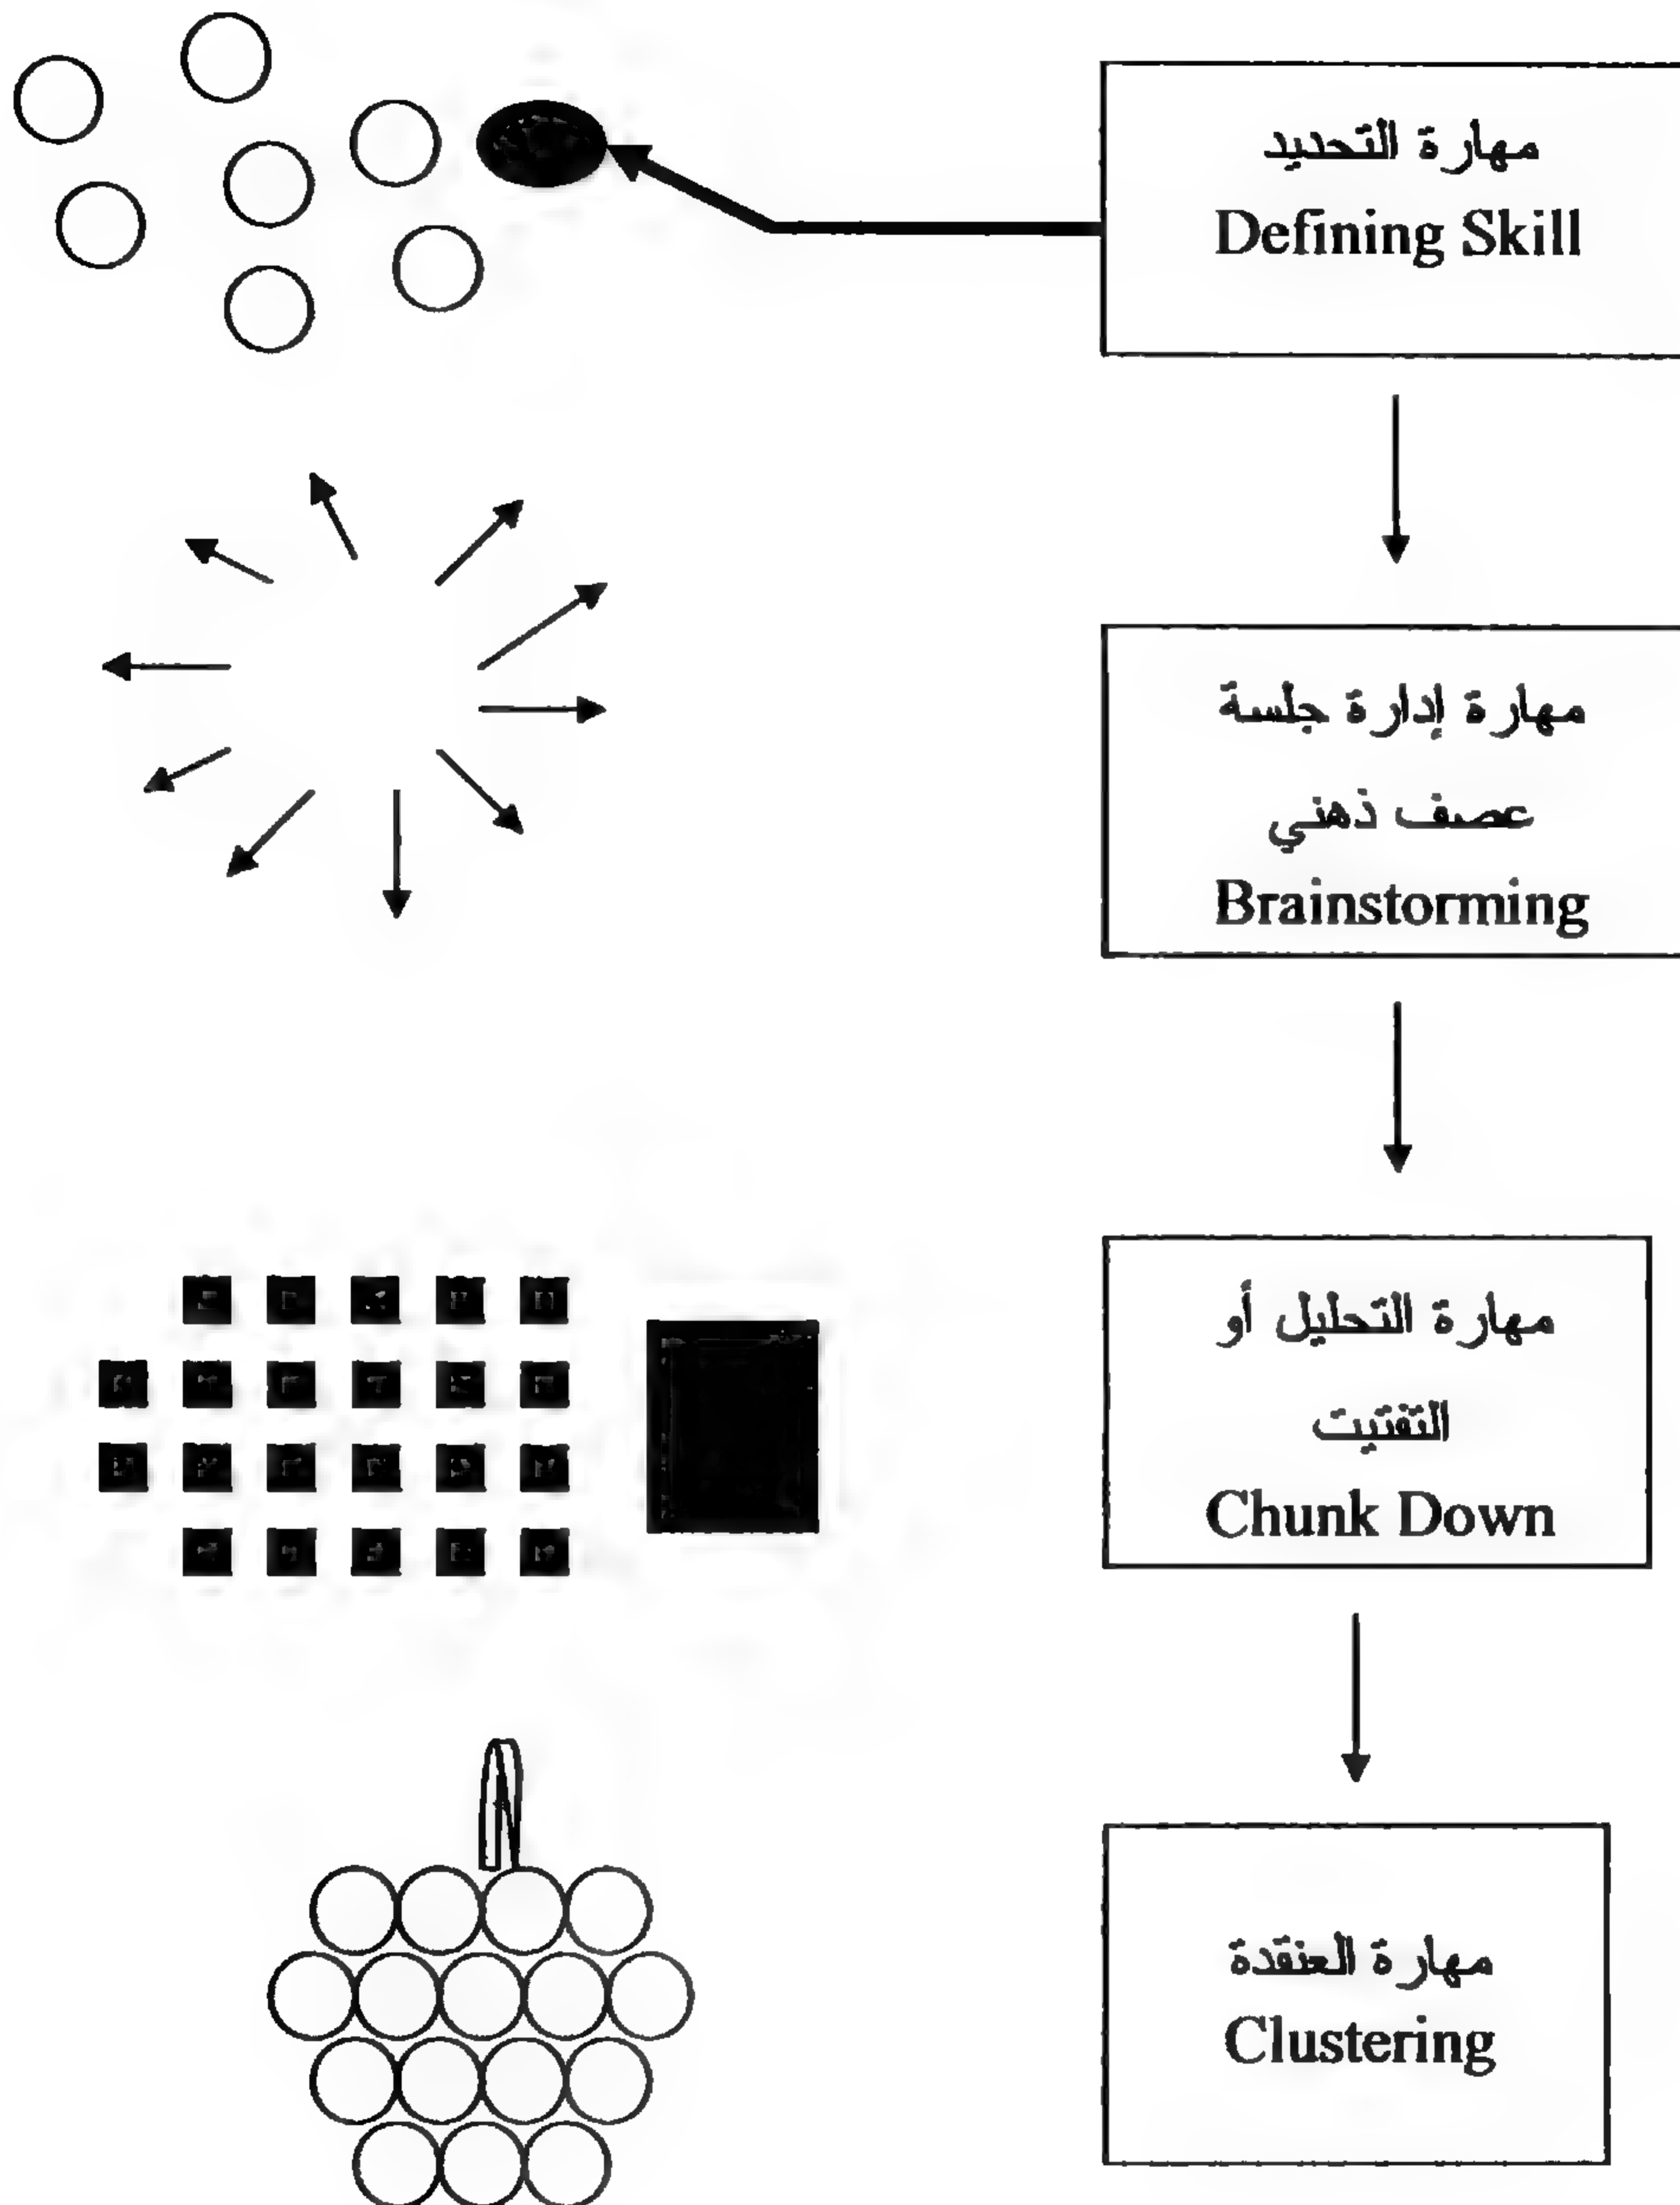 مهارة التحديد
Defining Skill
مهارة إدارة جلسة
عصف ذهني
Brainstorming
مهارة التحليل أو
التفتيت
Chunk Down
مهارة العنقدة
Clustering